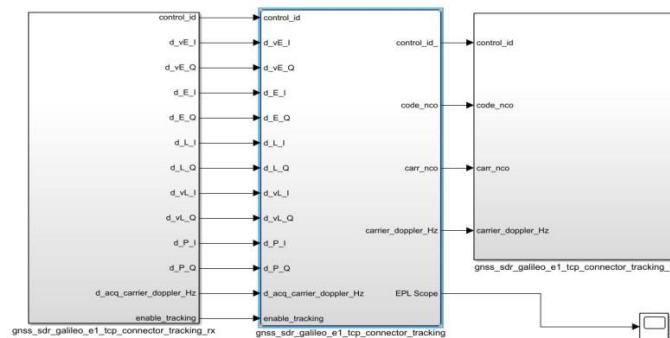 control_id
d_vE_I
d_vE_Q
d_E_I
d_E_Q
d_L_I
d_L_Q
d_vL_I
d_vL_Q
d_P_I
d_P_Q
d_acq_carrier_doppler_Hz
enable_tracking
gnss_sdr_galileo_e1_tcp_connector_tracking_rx
control_id
d_vE_I
d_vE_Q
d_E_I
d_E_Q
d_L_I
d_L_Q
d_vL_I
d_vL_Q
d_P_I
d_P_Q
d_acq_carrier_doppler_Hz
enable_tracking
control_id_
code_nco
carr_nco
carrier_doppler_Hz
EPL Scope
gnss_sdr_galileo_e1_tcp_connector_tracking
control_id
code_nco
carr_nco
carrier_doppler_Hz
gnss_sdr_galileo_e1_tcp_connector_tracking_